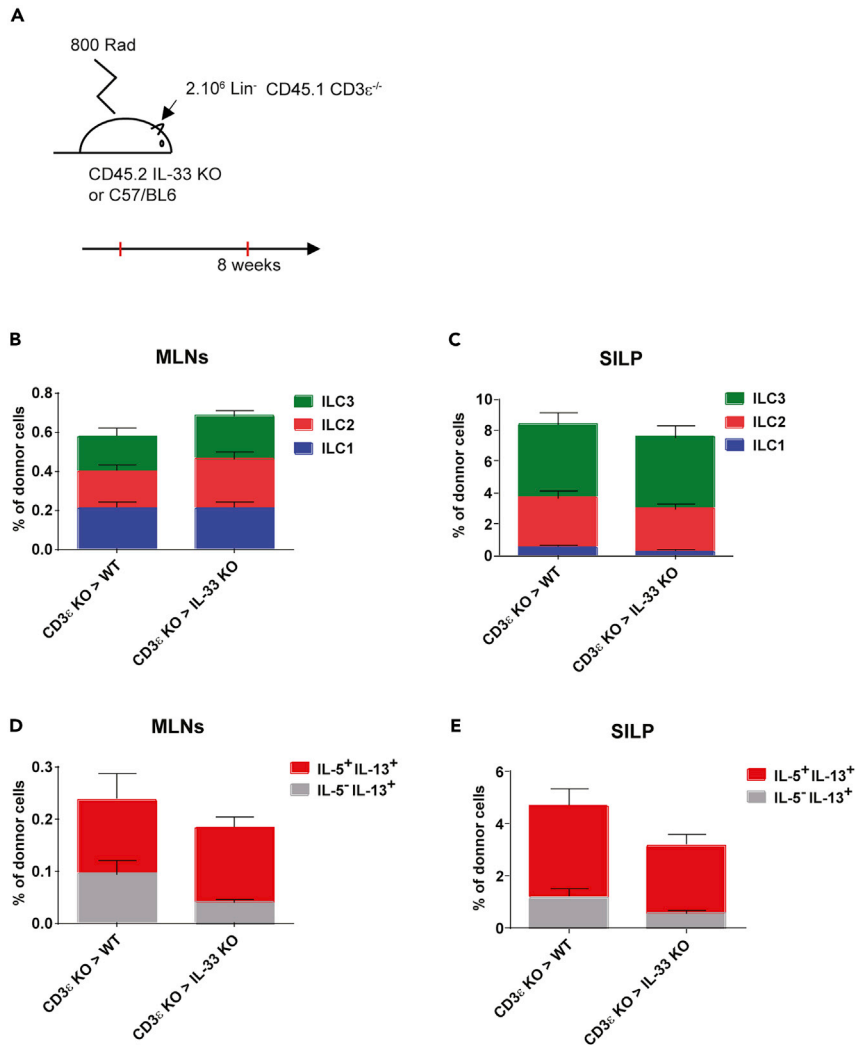 A
800 Rad
2.10⁶ Lin⁻ CD45.1 CD3ε⁻/⁻
CD45.2 IL-33 KO
or C57/BL6
8 weeks
B
MLNs
% of donnor cells
0.8
0.6
0.4
0.2
0.0
ILC3
ILC2
ILC1
CD3ε KO > WT
CD3ε KO > IL-33 KO
C
SILP
% of donnor cells
10
8
6
4
2
0
ILC3
ILC2
ILC1
CD3ε KO > WT
CD3ε KO > IL-33 KO
D
MLNs
% of donnor cells
0.3
0.2
0.1
0.0
IL-5⁺ IL-13⁺
IL-5⁻ IL-13⁺
CD3ε KO > WT
CD3ε KO > IL-33 KO
E
SILP
% of donnor cells
6
4
2
0
IL-5⁺ IL-13⁺
IL-5⁻ IL-13⁺
CD3ε KO > WT
CD3ε KO > IL-33 KO